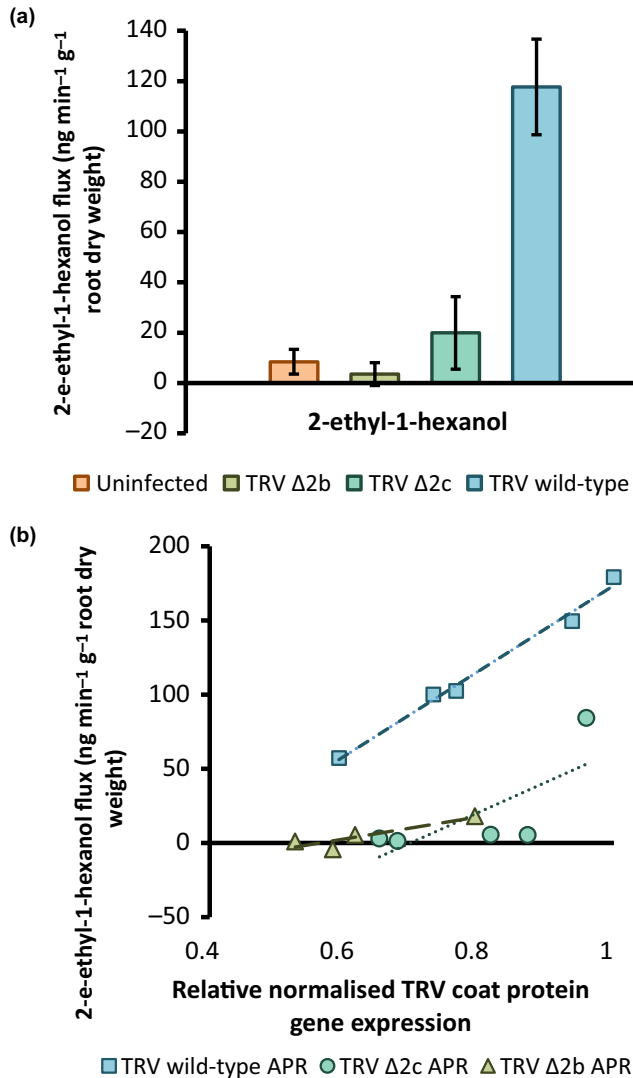 (a)
2-e-ethyl-1-hexanol flux (ng min⁻¹ g⁻¹
root dry weight)
140
120
100
80
60
40
20
0
–20
2-ethyl-1-hexanol
Uninfected TRV Δ2b TRV Δ2c TRV wild-type
(b)
2-e-ethyl-1-hexanol flux (ng min⁻¹ g⁻¹ root dry
weight)
200
150
100
50
0
–50
0.4 0.6 0.8 1
Relative normalised TRV coat protein
gene expression
TRV wild-type APR TRV Δ2c APR TRV Δ2b APR